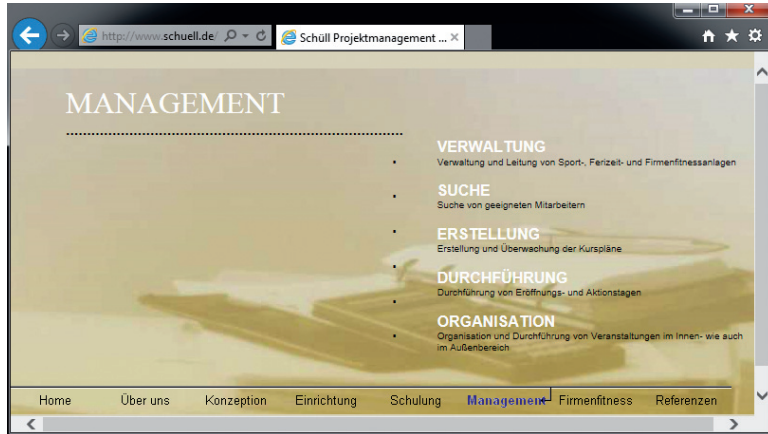 http://www.schuell.de/
Schüll Projektmanagement ...
MANAGEMENT
VERWALTUNG
Verwaltung und Leitung von Sport-, Ferizeit- und Firmenfitnessanlagen
SUCHE
Suche von geeigneten Mitarbeitern
ERSTELLUNG
Erstellung und Überwachung der Kurspläne
DURCHFÜHRUNG
Durchführung von Eröffnungs- und Aktionstagen
ORGANISATION
Organisation und Durchführung von Veranstaltungen im Innen- wie auch
im Außenbereich
Home Über uns Konzeption Einrichtung Schulung Management Firmenfitness Referenzen